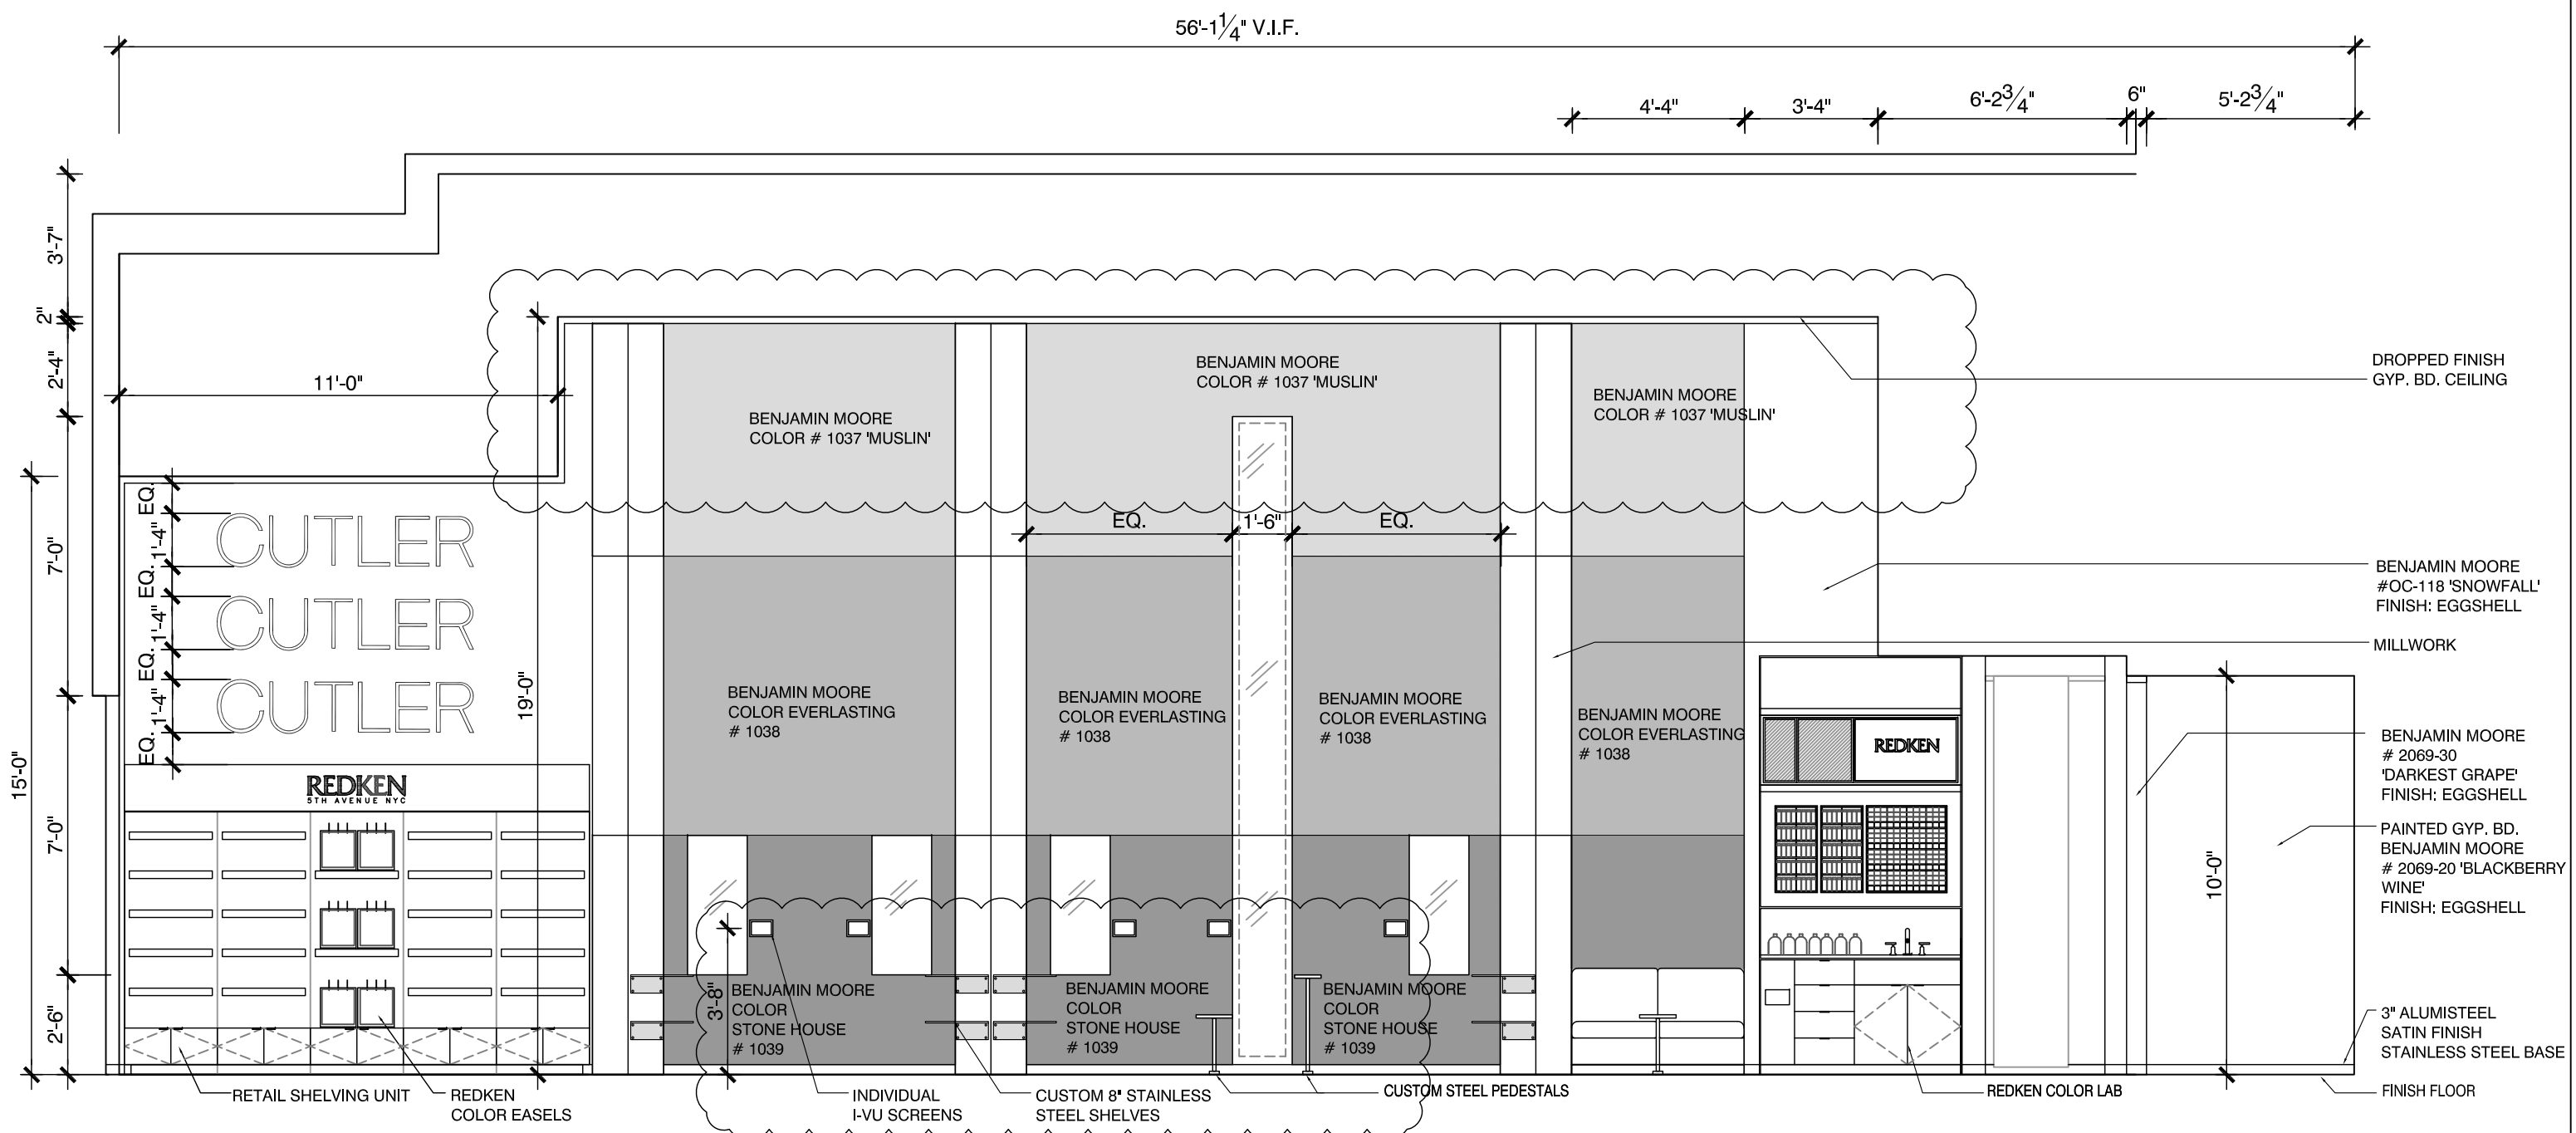 56'-1 1/4" V.I.F.
4'-4"
3'-4"
6'-2 3/4"
6"
5'-2 3/4"
3'-7"
2"
2'-4"
7'-0"
7'-0"
2'-6"
15'-0"
11'-0"
19'-0"
EQ.
1'-4"
EQ.
1'-4"
EQ.
1'-4"
EQ.
CUTLER
CUTLER
CUTLER
REDKEN
5TH AVENUE NYC
BENJAMIN MOORE
COLOR # 1037 'MUSLIN'
BENJAMIN MOORE
COLOR # 1037 'MUSLIN'
BENJAMIN MOORE
COLOR # 1037 'MUSLIN'
EQ.
1'-6"
EQ.
BENJAMIN MOORE
COLOR EVERLASTING
# 1038
BENJAMIN MOORE
COLOR EVERLASTING
# 1038
BENJAMIN MOORE
COLOR EVERLASTING
# 1038
BENJAMIN MOORE
COLOR EVERLASTING
# 1038
3'-8"
BENJAMIN MOORE
COLOR
STONE HOUSE
# 1039
BENJAMIN MOORE
COLOR
STONE HOUSE
# 1039
BENJAMIN MOORE
COLOR
STONE HOUSE
# 1039
REDKEN
10'-0"
DROPPED FINISH
GYP. BD. CEILING
BENJAMIN MOORE
#OC-118 'SNOWFALL'
FINISH: EGGSHELL
MILLWORK
BENJAMIN MOORE
# 2069-30
'DARKEST GRAPE'
FINISH: EGGSHELL
PAINTED GYP. BD.
BENJAMIN MOORE
# 2069-20 'BLACKBERRY
WINE'
FINISH: EGGSHELL
3" ALUMISTEEL
SATIN FINISH
STAINLESS STEEL BASE
FINISH FLOOR
RETAIL SHELVING UNIT
REDKEN
COLOR EASELS
INDIVIDUAL
I-VU SCREENS
CUSTOM 8" STAINLESS
STEEL SHELVES
CUSTOM STEEL PEDESTALS
REDKEN COLOR LAB